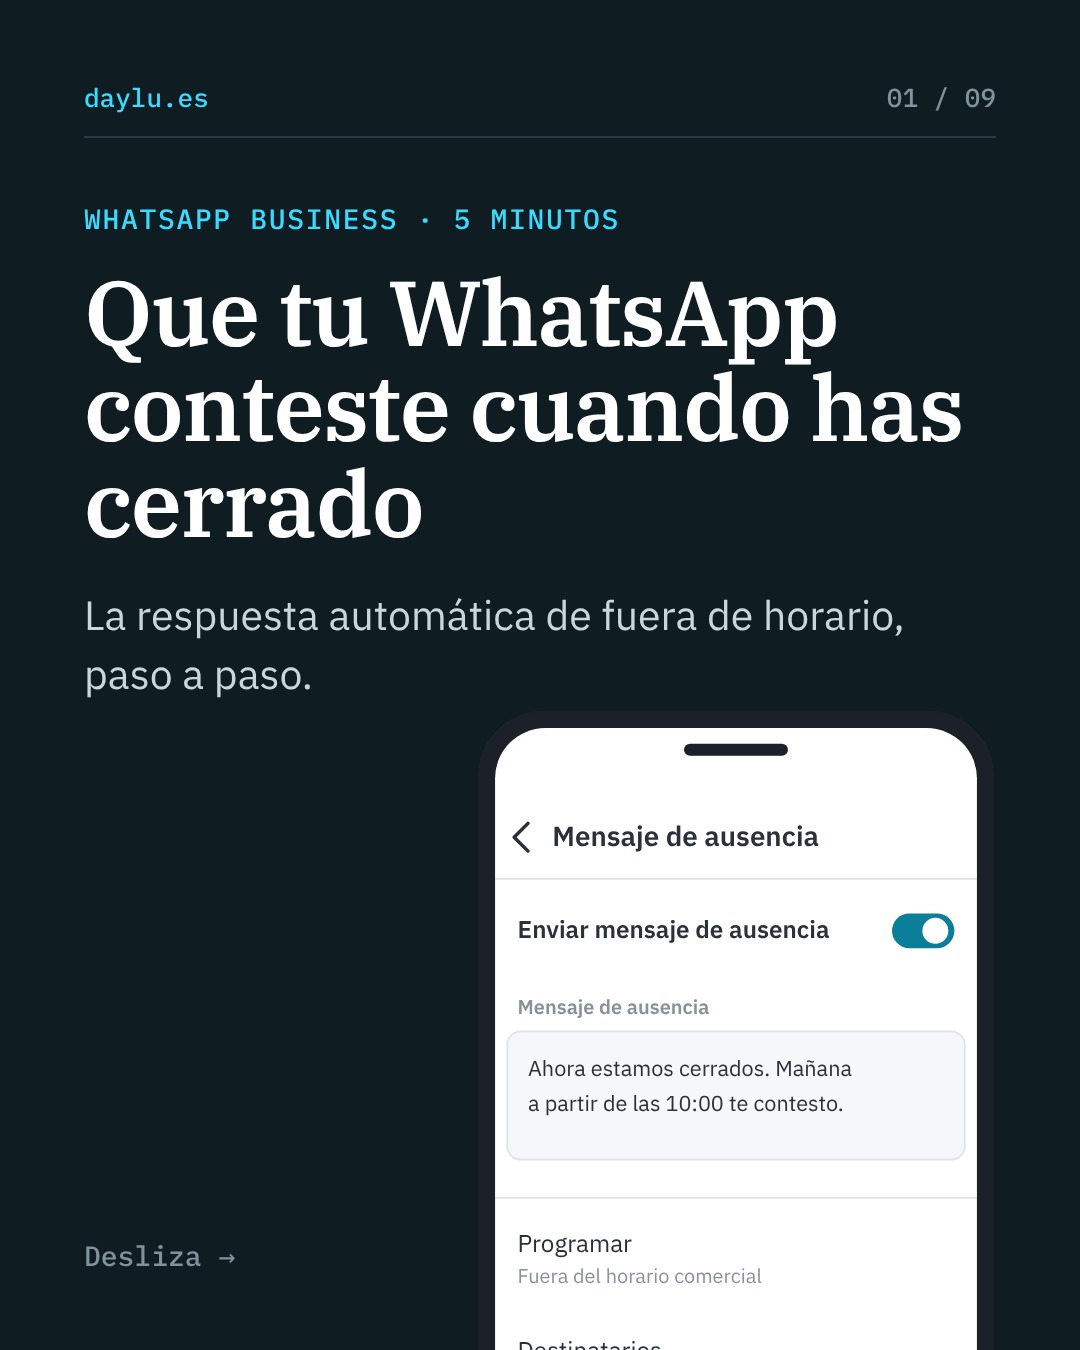 daylu.es
01 / 09
WHATSAPP BUSINESS · 5 MINUTOS
Que tu WhatsApp
conteste cuando has
cerrado
La respuesta automática de fuera de horario,
paso a paso.
Mensaje de ausencia
Enviar mensaje de ausencia
Mensaje de ausencia
Ahora estamos cerrados. Mañana
a partir de las 10:00 te contesto.
Programar
Fuera del horario comercial
Destinatarios
Desliza →